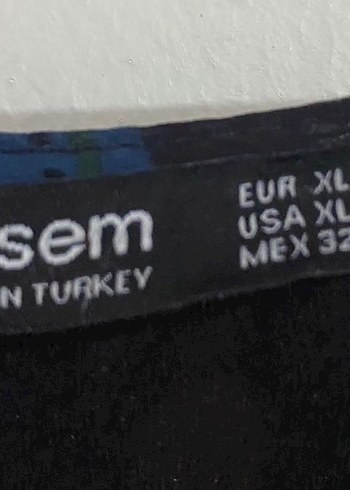 sem
N TURKEY
EUR XL
USA XL
MEX 32